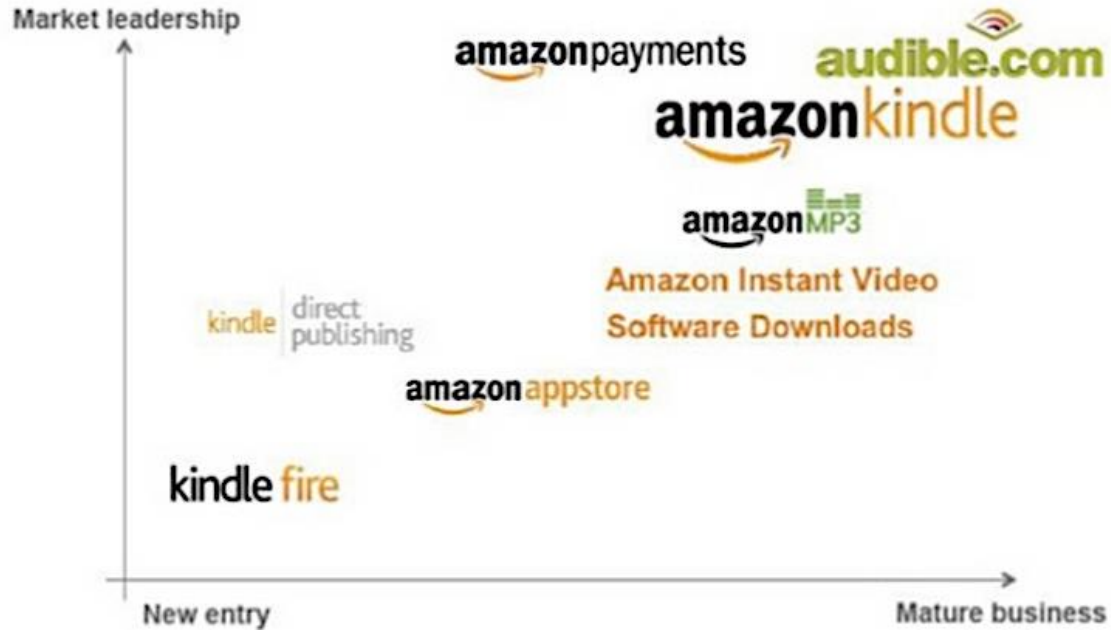 Market leadership
amazonpayments
audible.com
amazonkindle
amazonMP3
Amazon Instant Video
Software Downloads
kindle direct
publishing
amazonappstore
kindle fire
New entry
Mature business